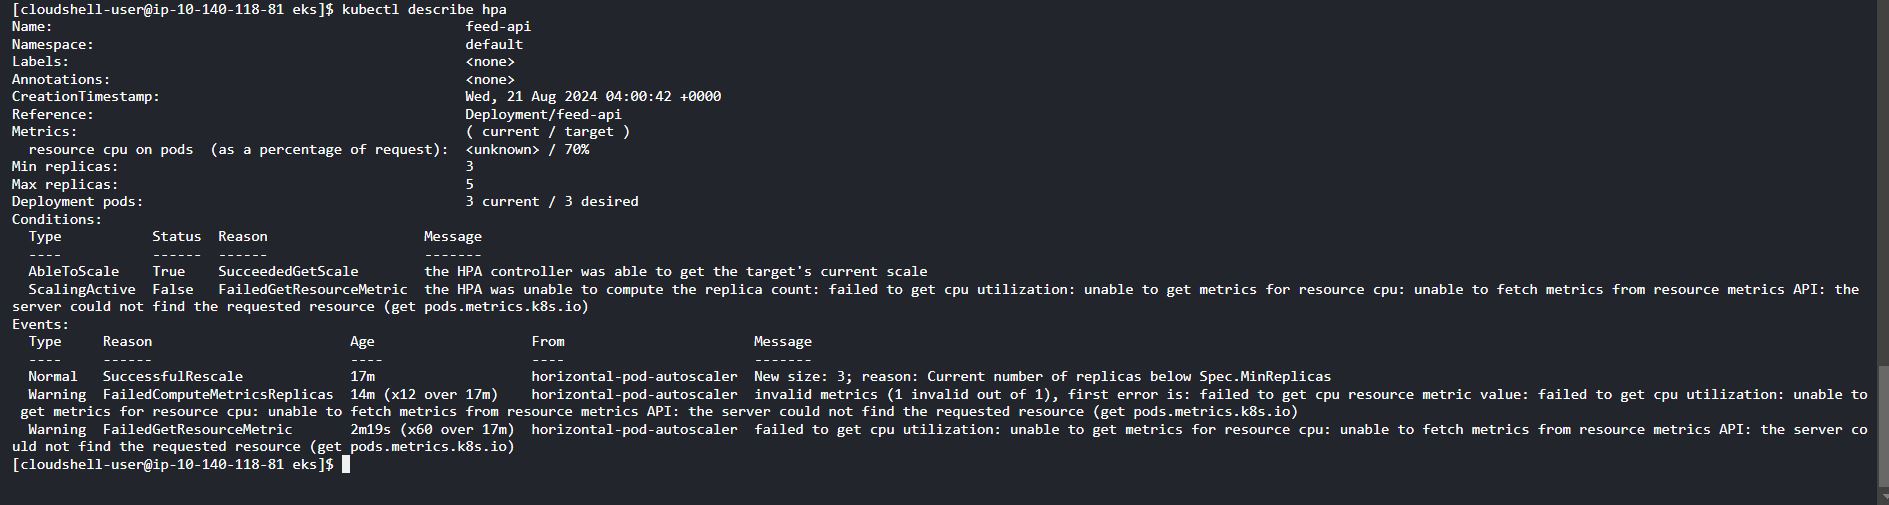 [cloudshell-user@ip-10-140-118-81 eks]$ kubectl describe hpa
Name:                                                  feed-api
Namespace:                                             default
Labels:                                                <none>
Annotations:                                           <none>
CreationTimestamp:                                     Wed, 21 Aug 2024 04:00:42 +0000
Reference:                                             Deployment/feed-api
Metrics:                                               ( current / target )
  resource cpu on pods  (as a percentage of request):  <unknown> / 70%
Min replicas:                                          3
Max replicas:                                          5
Deployment pods:                                       3 current / 3 desired
Conditions:
  Type           Status  Reason                   Message
  ----           ------  ------                   -------
  AbleToScale    True    SucceededGetScale        the HPA controller was able to get the target's current scale
  ScalingActive  False   FailedGetResourceMetric  the HPA was unable to compute the replica count: failed to get cpu utilization: unable to get metrics for resource cpu: unable to fetch metrics from resource metrics API: the
server could not find the requested resource (get pods.metrics.k8s.io)
Events:
  Type     Reason                        Age                   From                       Message
  ----     ------                        ----                  ----                       -------
  Normal   SuccessfulRescale             17m                   horizontal-pod-autoscaler  New size: 3; reason: Current number of replicas below Spec.MinReplicas
  Warning  FailedComputeMetricsReplicas  14m (x12 over 17m)    horizontal-pod-autoscaler  invalid metrics (1 invalid out of 1), first error is: failed to get cpu resource metric value: failed to get cpu utilization: unable to
 get metrics for resource cpu: unable to fetch metrics from resource metrics API: the server could not find the requested resource (get pods.metrics.k8s.io)
  Warning  FailedGetResourceMetric       2m19s (x60 over 17m)  horizontal-pod-autoscaler  failed to get cpu utilization: unable to get metrics for resource cpu: unable to fetch metrics from resource metrics API: the server co
uld not find the requested resource (get pods.metrics.k8s.io)
[cloudshell-user@ip-10-140-118-81 eks]$